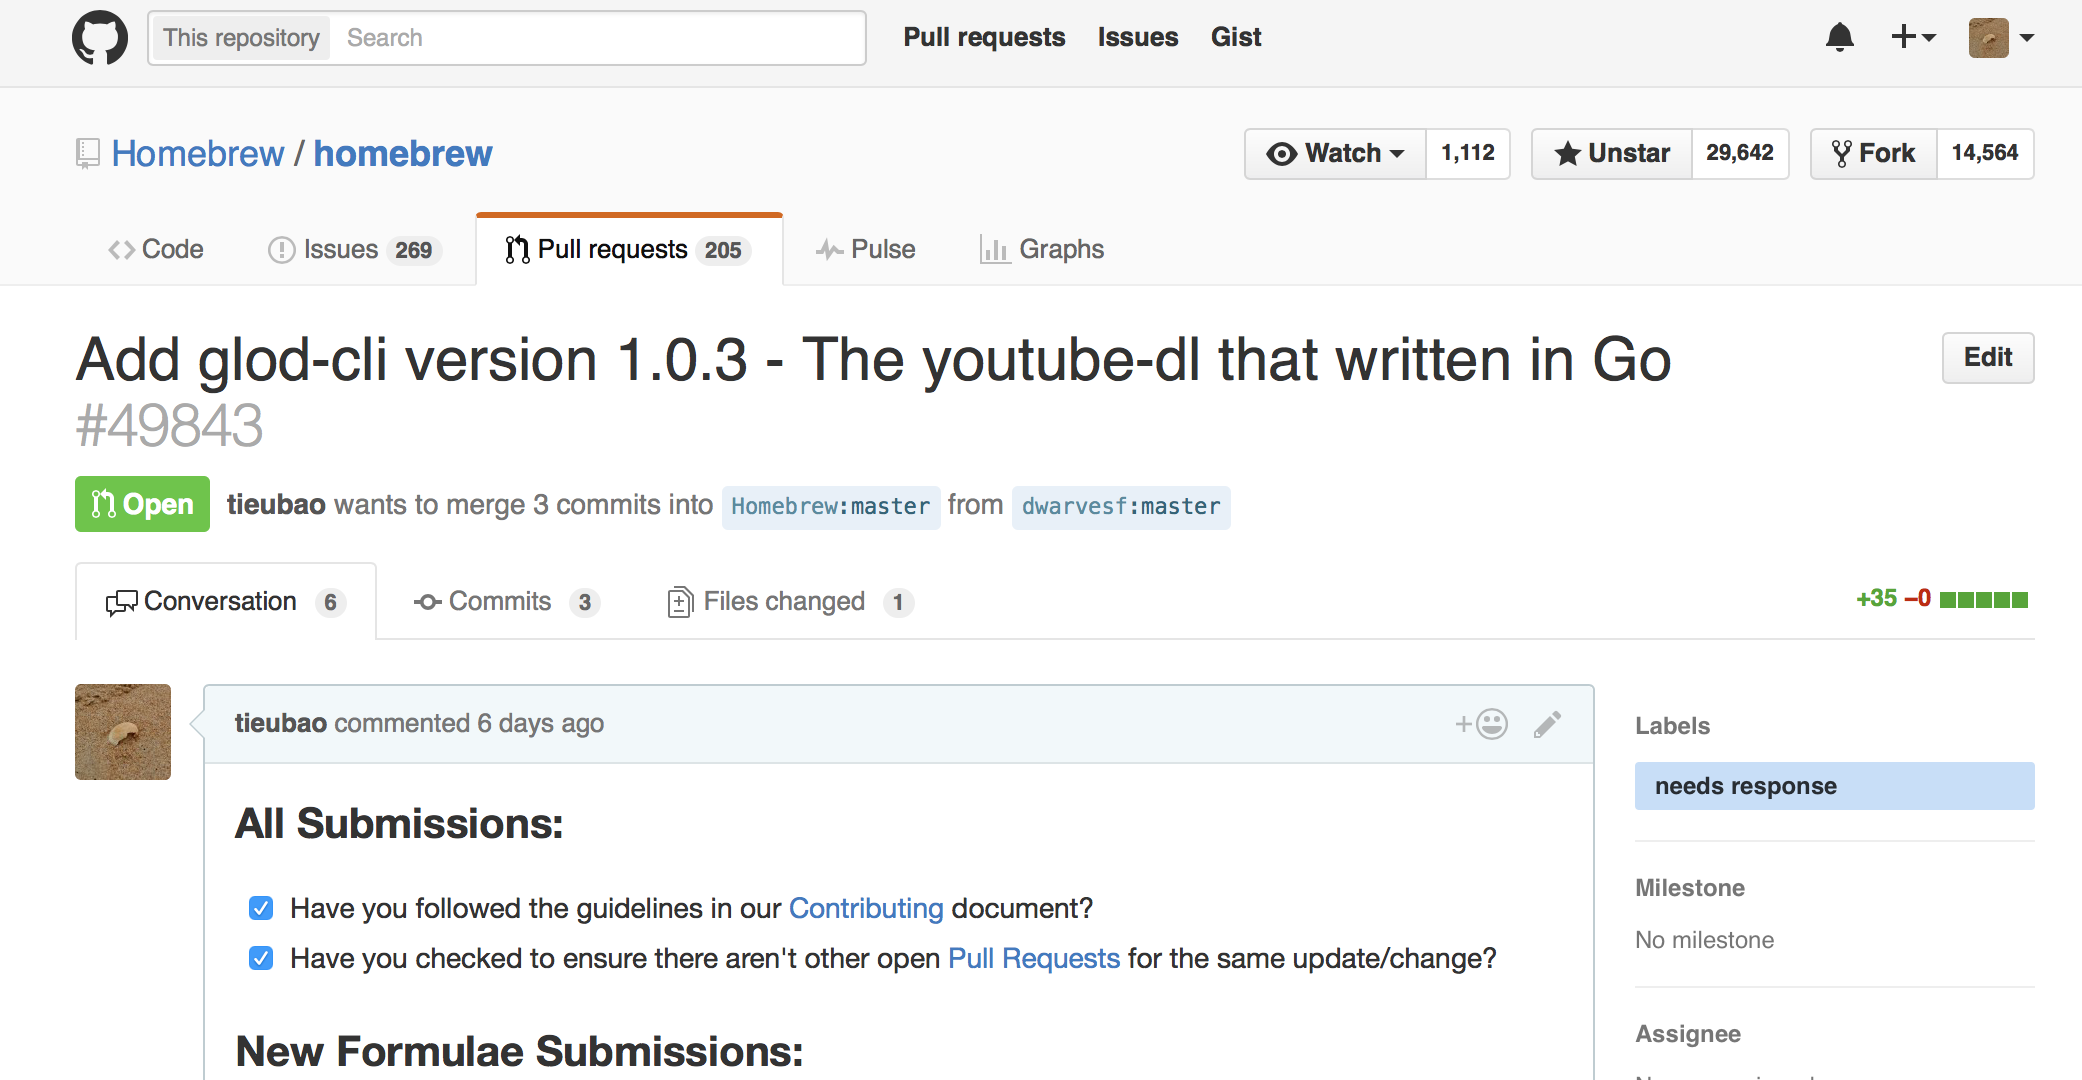 This repository Search Pull requests Issues Gist
Homebrew / homebrew Watch 1,112 Unstar 29,642 Fork 14,564
Code Issues 269 Pull requests 205 Pulse Graphs
Add glod-cli version 1.0.3 - The youtube-dl that written in Go Edit
#49843
Open tieubao wants to merge 3 commits into Homebrew:master from dwarvesf:master
Conversation 6 Commits 3 Files changed 1 +35 −0
tieubao commented 6 days ago
Labels
needs response
All Submissions:
Have you followed the guidelines in our Contributing document?
Have you checked to ensure there aren't other open Pull Requests for the same update/change?
Milestone
No milestone
Assignee
New Formulae Submissions: